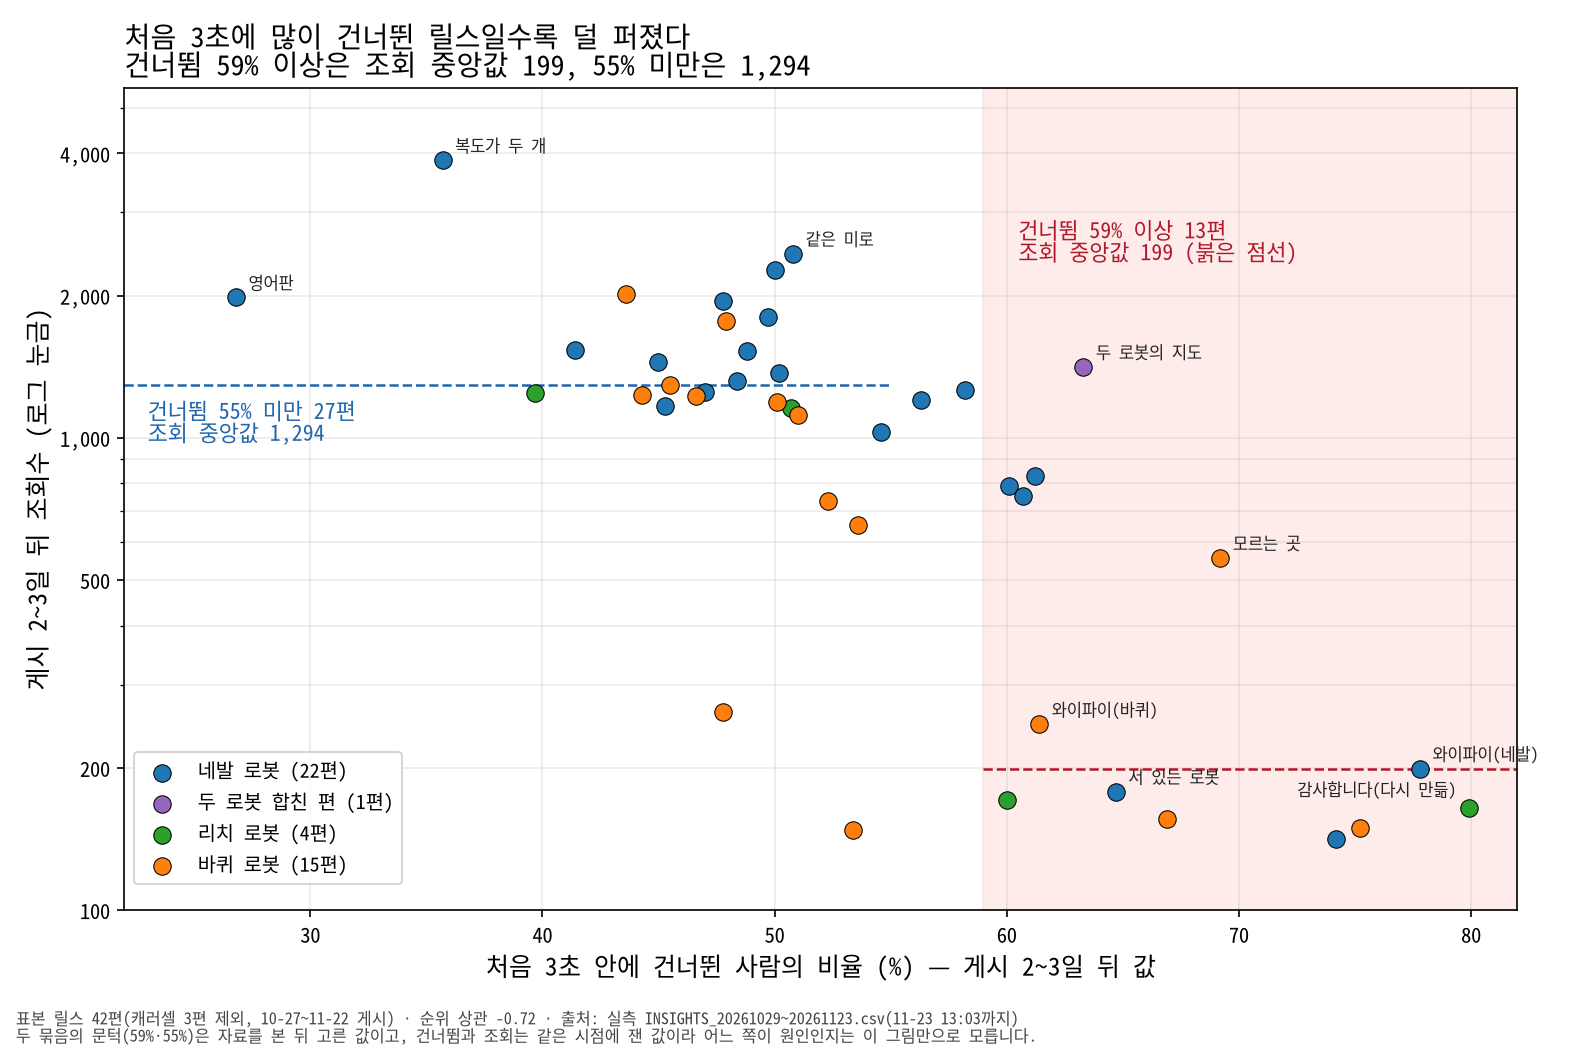 처음 3초에 많이 건너뛴 릴스일수록 덜 퍼졌다
건너뜀 59% 이상은 조회 중앙값 199, 55% 미만은 1,294
게시 2~3일 뒤 조회수 (로그 눈금)
4,000
2,000
1,000
500
200
100
복도가 두 개
같은 미로
영어판
건너뜀 59% 이상 13편
조회 중앙값 199 (붉은 점선)
두 로봇의 지도
건너뜀 55% 미만 27편
조회 중앙값 1,294
모르는 곳
와이파이(바퀴)
와이파이(네발)
서 있는 로봇
감사합니다(다시 만듦)
네발 로봇 (22편)
두 로봇 합친 편 (1편)
리치 로봇 (4편)
바퀴 로봇 (15편)
30 40 50 60 70 80
처음 3초 안에 건너뛴 사람의 비율 (%) — 게시 2~3일 뒤 값
표본 릴스 42편(캐러셀 3편 제외, 10-27~11-22 게시) · 순위 상관 -0.72 · 출처: 실측 INSIGHTS_20261029~20261123.csv(11-23 13:03까지)
두 묶음의 문턱(59%·55%)은 자료를 본 뒤 고른 값이고, 건너뜀과 조회는 같은 시점에 잰 값이라 어느 쪽이 원인인지는 이 그림만으로 모릅니다.